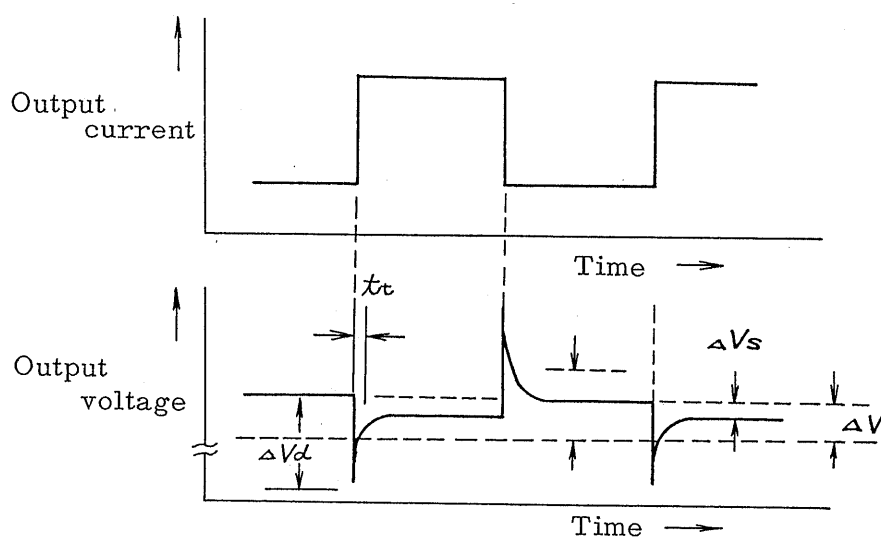 Output
current
Time
tt
Output
voltage
ΔVs
ΔV
ΔVd
Time